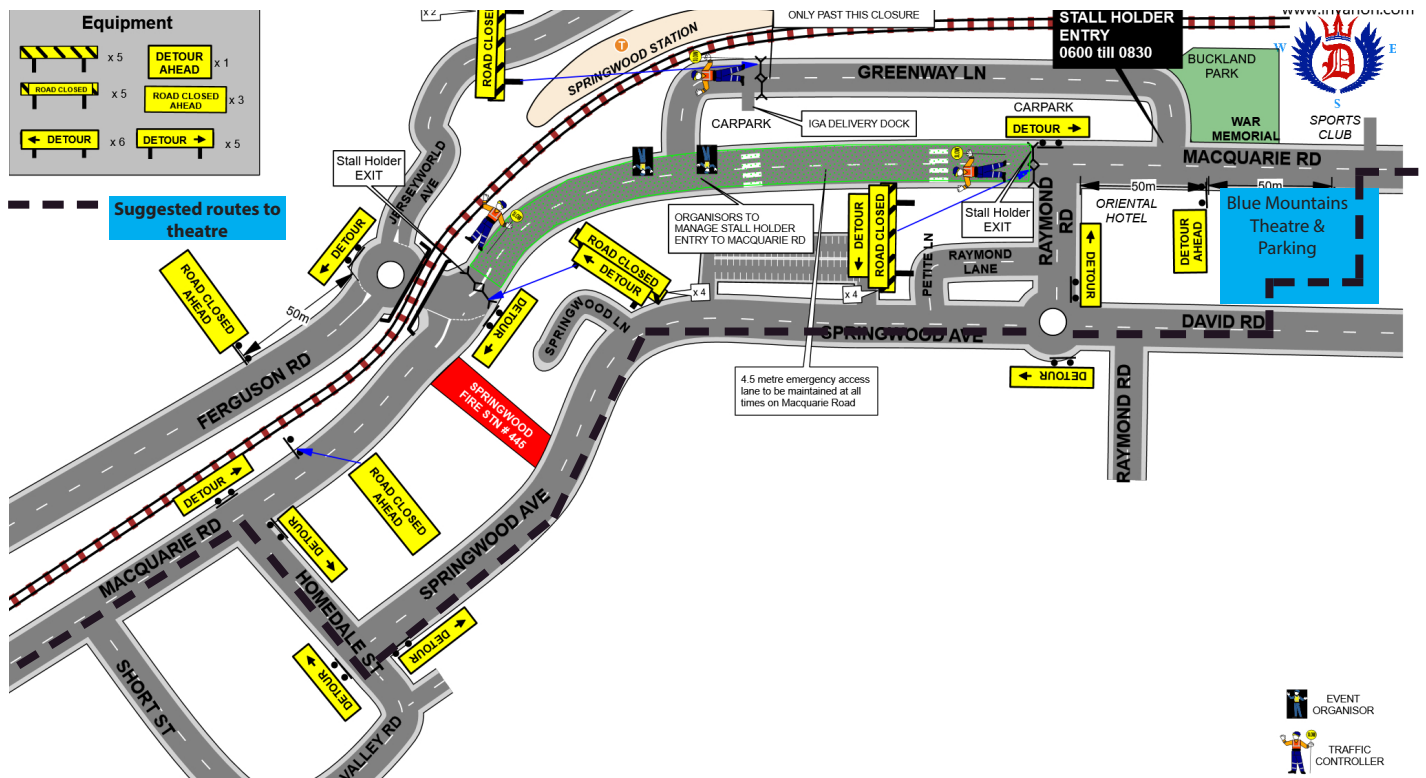 Equipment
x 5
DETOUR
AHEAD
x 1
ROAD CLOSED
x 5
ROAD CLOSED
AHEAD
x 3
DETOUR
x 6
DETOUR
x 5
Suggested routes to
theatre
x 2
ROAD CLOSED
SPRINGWOOD STATION
T
ONLY PAST THIS CLOSURE
STALL HOLDER
ENTRY
0600 till 0830
www.invarion.com
W
E
S
D
BUCKLAND
PARK
WAR
MEMORIAL
SPORTS
CLUB
GREENWAY LN
CARPARK
IGA DELIVERY DOCK
CARPARK
DETOUR
MACQUARIE RD
Stall Holder
EXIT
JERSEYWORLD
AVE
DETOUR
ROAD CLOSED
AHEAD
50m
FERGUSON RD
ORGANISORS TO
MANAGE STALL HOLDER
ENTRY TO MACQUARIE RD
ROAD CLOSED
DETOUR
x 4
DETOUR
ROAD CLOSED
x 4
Stall Holder
EXIT
RAYMOND
RD
50m
50m
ORIENTAL
HOTEL
DETOUR
AHEAD
DETOUR
Blue Mountains
Theatre &
Parking
PETITE LN
RAYMOND
LANE
SPRINGWOOD LN
DETOUR
SPRINGWOOD AVE
DAVID RD
DETOUR
RAYMOND RD
4.5 metre emergency access
lane to be maintained at all
times on Macquarie Road
SPRINGWOOD
FIRE STN # 445
DETOUR
ROAD CLOSED
AHEAD
MACQUARIE RD
DETOUR
HOMEDALE ST
SPRINGWOOD AVE
DETOUR
DETOUR
SHORT ST
VALLEY RD
EVENT
ORGANISOR
TRAFFIC
CONTROLLER